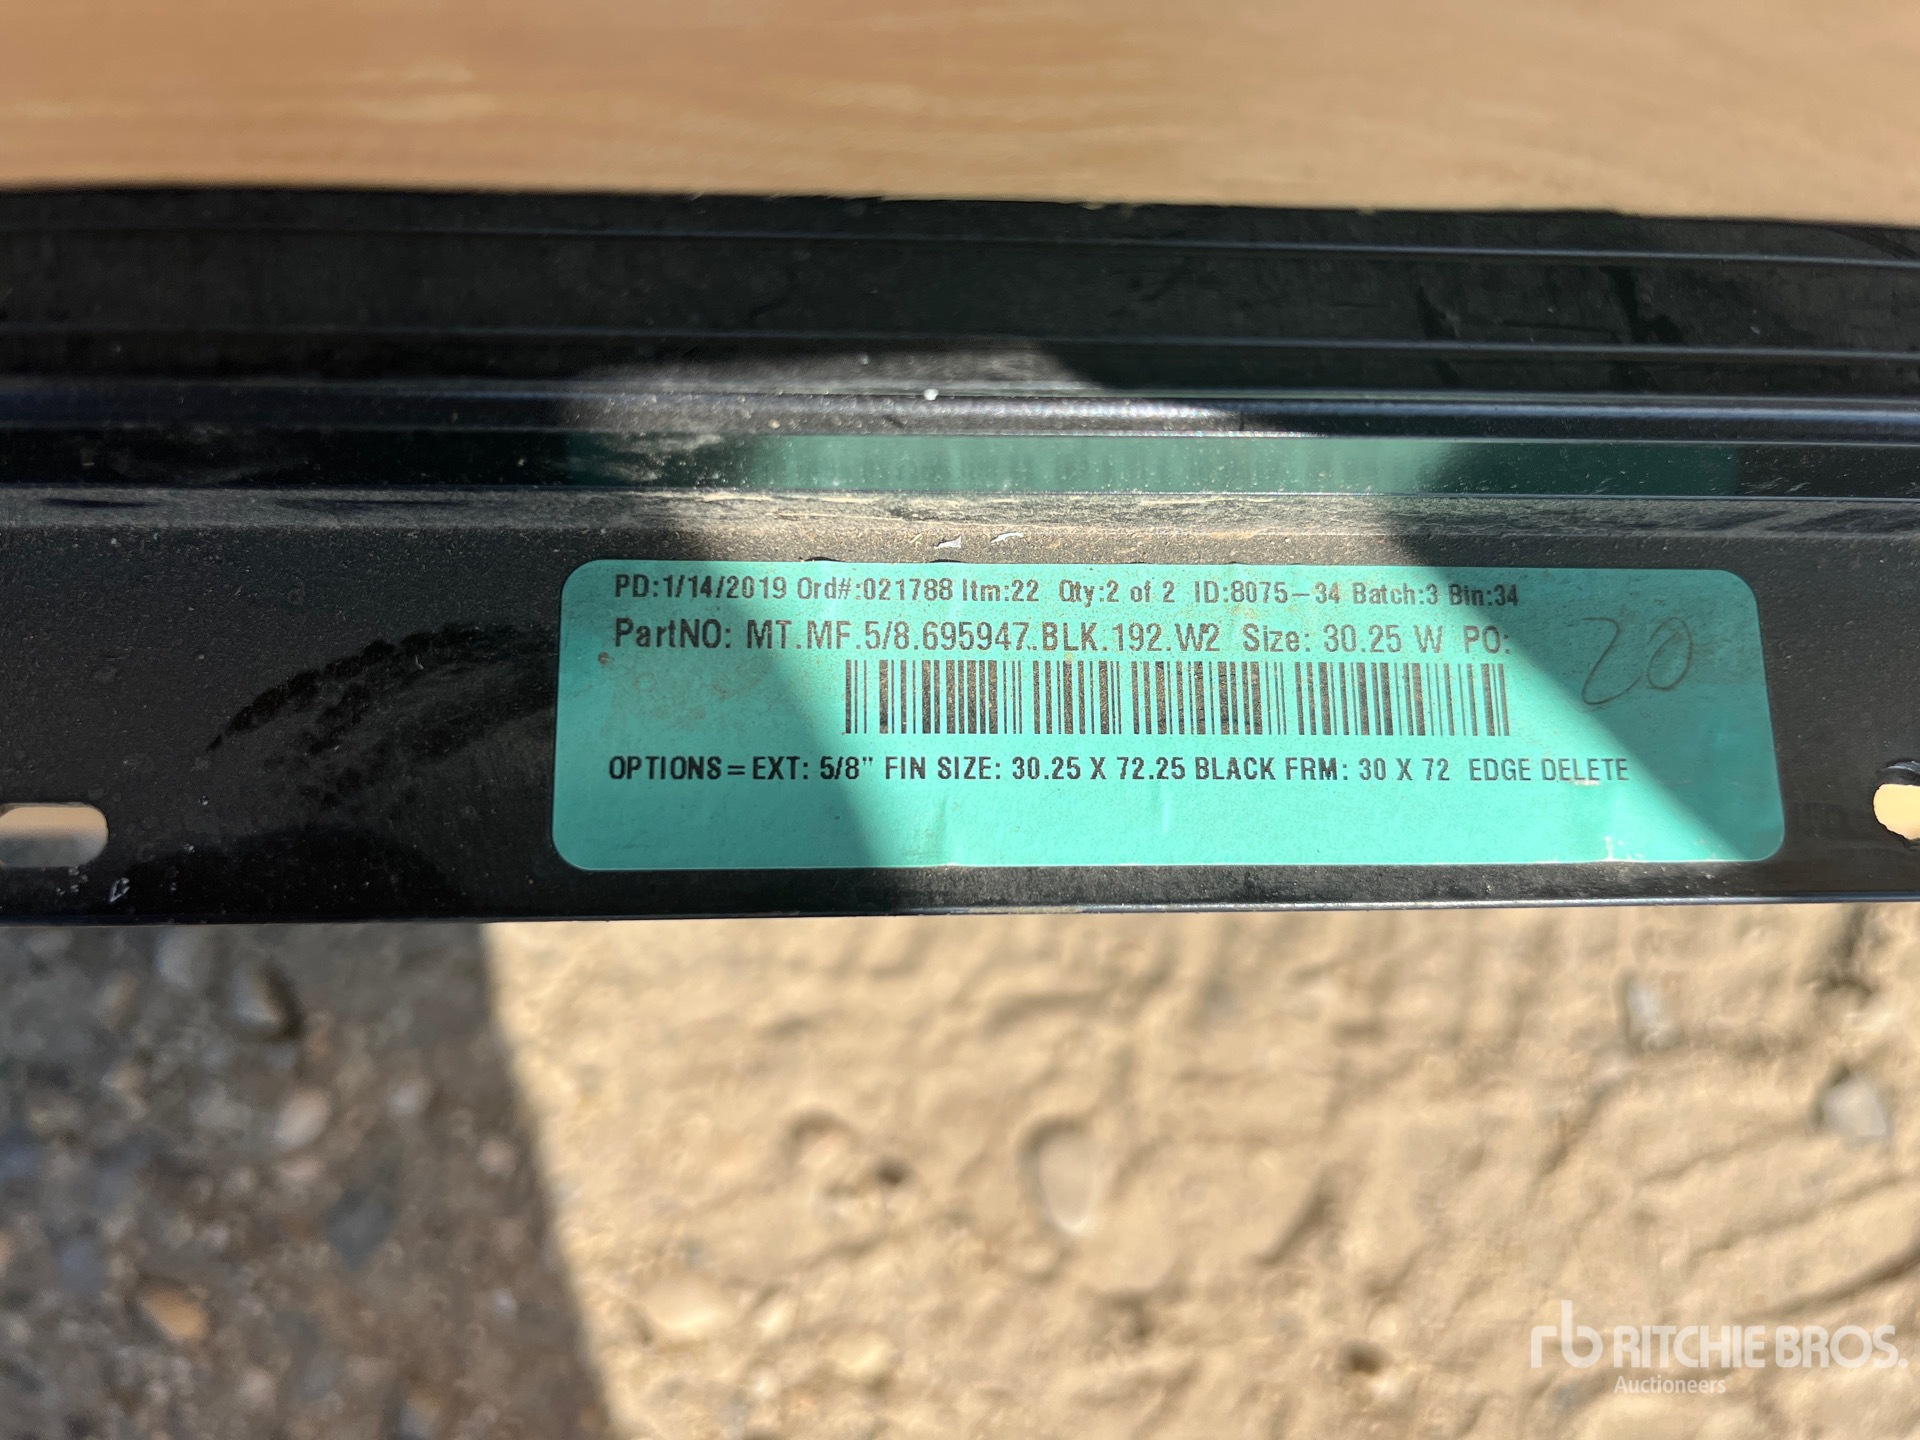 PD:1/14/2019 Ord#:021788 Itm:22 Qty:2 of 2 ID:8075-34 Batch:3 Bin:34
PartNO: MT.MF.5/8.695947.BLK.192.W2 Size: 30.25 W PO:
20
OPTIONS=EXT: 5/8" FIN SIZE: 30.25 X 72.25 BLACK FRM: 30 X 72 EDGE DELETE
rb RITCHIE BROS.
Auctioneers